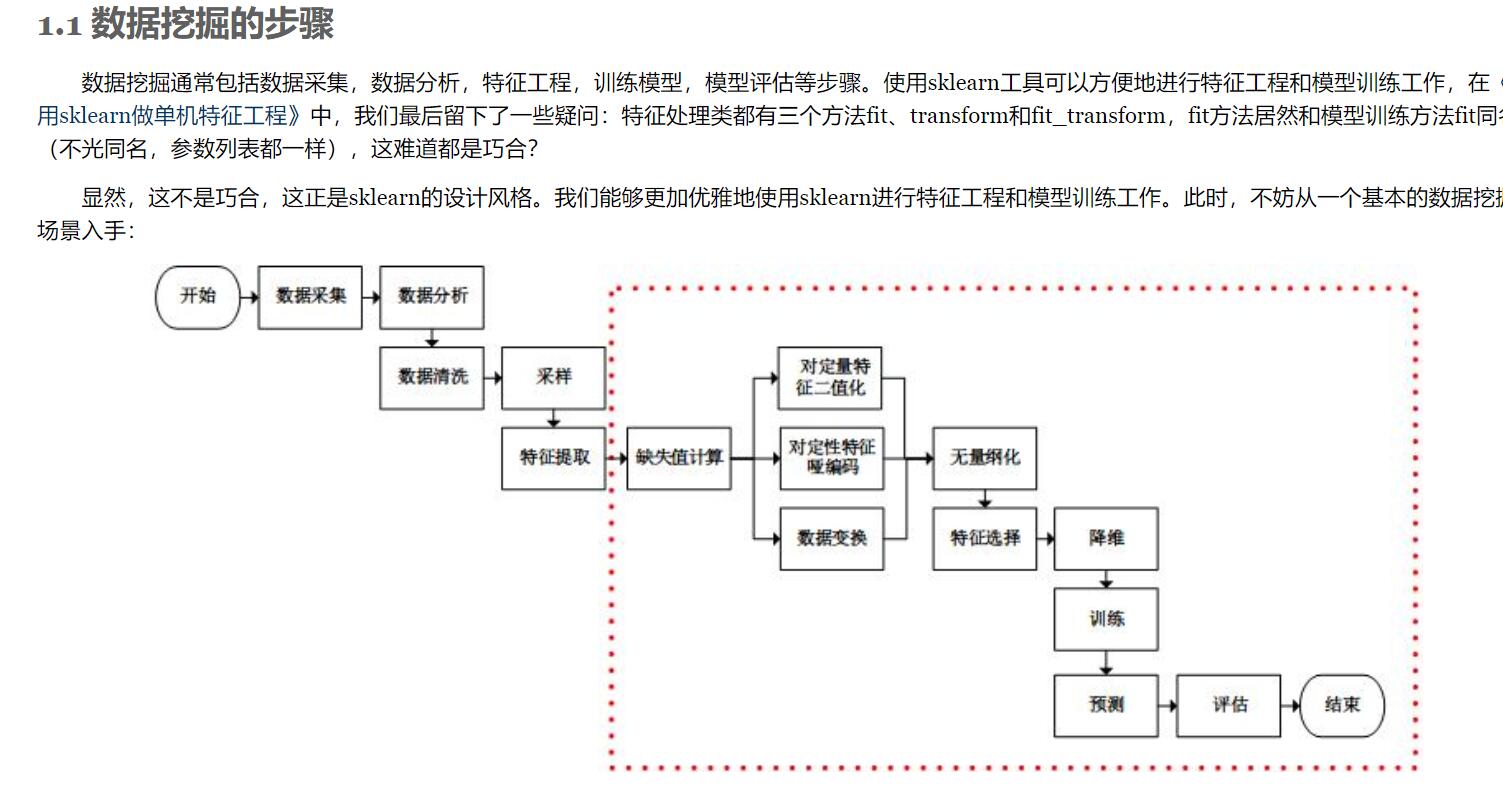 1.1 数据挖掘的步骤
数据挖掘通常包括数据采集，数据分析，特征工程，训练模型，模型评估等步骤。使用sklearn工具可以方便地进行特征工程和模型训练工作，在《
用sklearn做单机特征工程》中，我们最后留下了一些疑问：特征处理类都有三个方法fit、transform和fit_transform，fit方法居然和模型训练方法fit同名
（不光同名，参数列表都一样），这难道都是巧合？
显然，这不是巧合，这正是sklearn的设计风格。我们能够更加优雅地使用sklearn进行特征工程和模型训练工作。此时，不妨从一个基本的数据挖掘
场景入手：
开始
数据采集
数据分析
数据清洗
采样
特征提取
缺失值计算
对定量特
征二值化
对定性特征
哑编码
数据变换
无量纲化
特征选择
降维
训练
预测
评估
结束